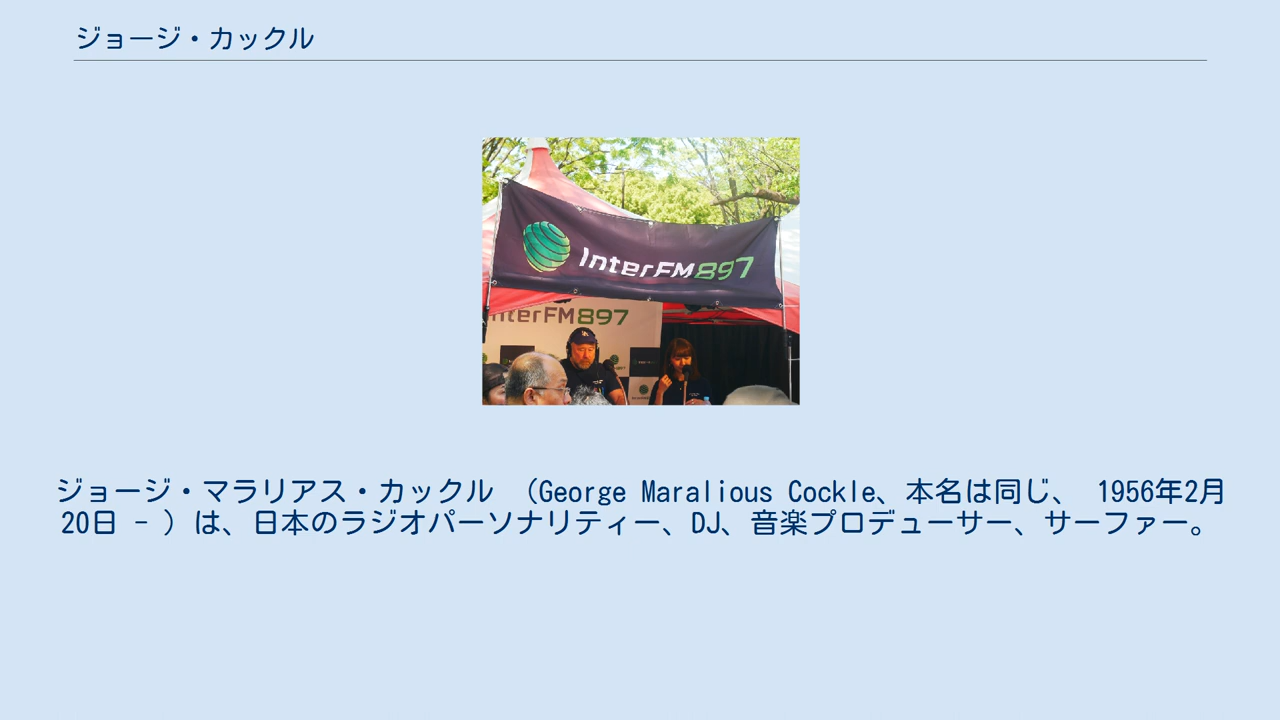 ジョージ・カックル
InterFM897
InterFM897
ジョージ・マラリアス・カックル （George Maralious Cockle、本名は同じ、 1956年2月
20日 - ）は、日本のラジオパーソナリティー、DJ、音楽プロデューサー、サーファー。